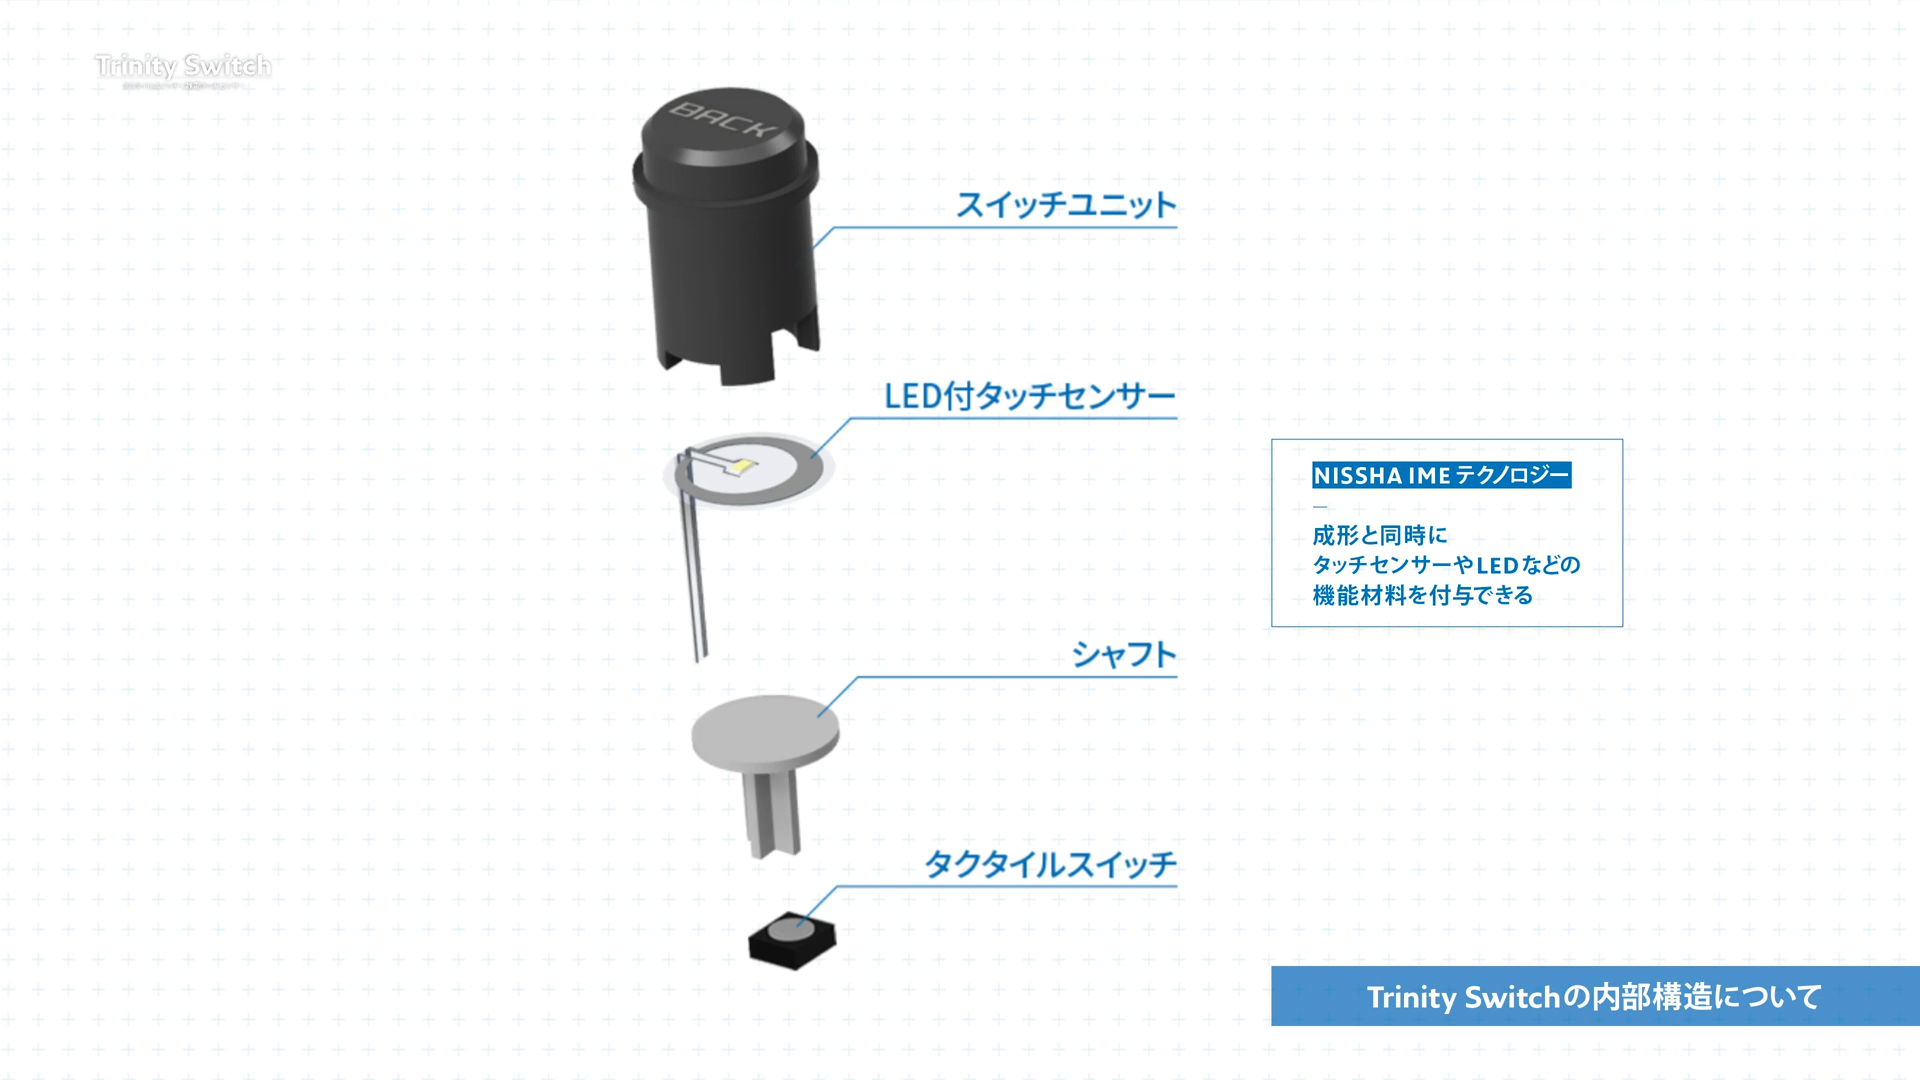 Trinity Switch
BACK
スイッチユニット
LED付タッチセンサー
シャフト
タクタイルスイッチ
NISSHA IME テクノロジー
成形と同時に
タッチセンサーやLEDなどの
機能材料を付与できる
Trinity Switchの内部構造について